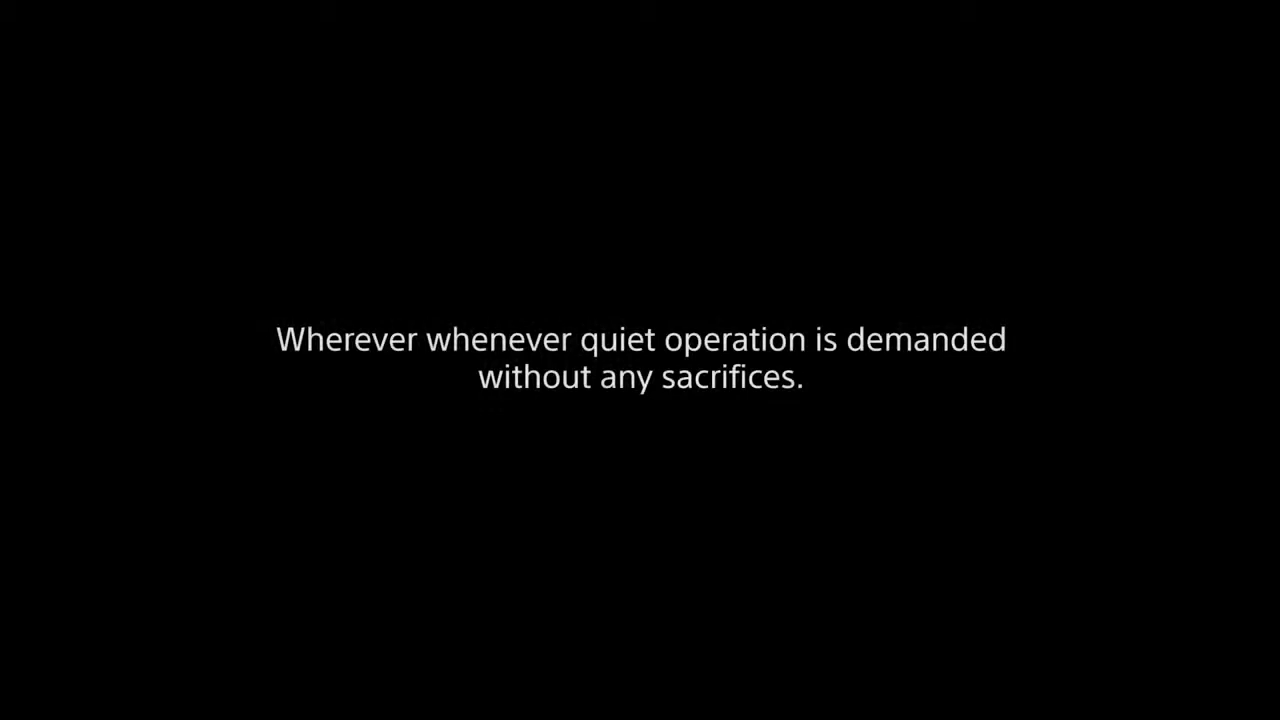 Wherever whenever quiet operation is demanded
without any sacrifices.